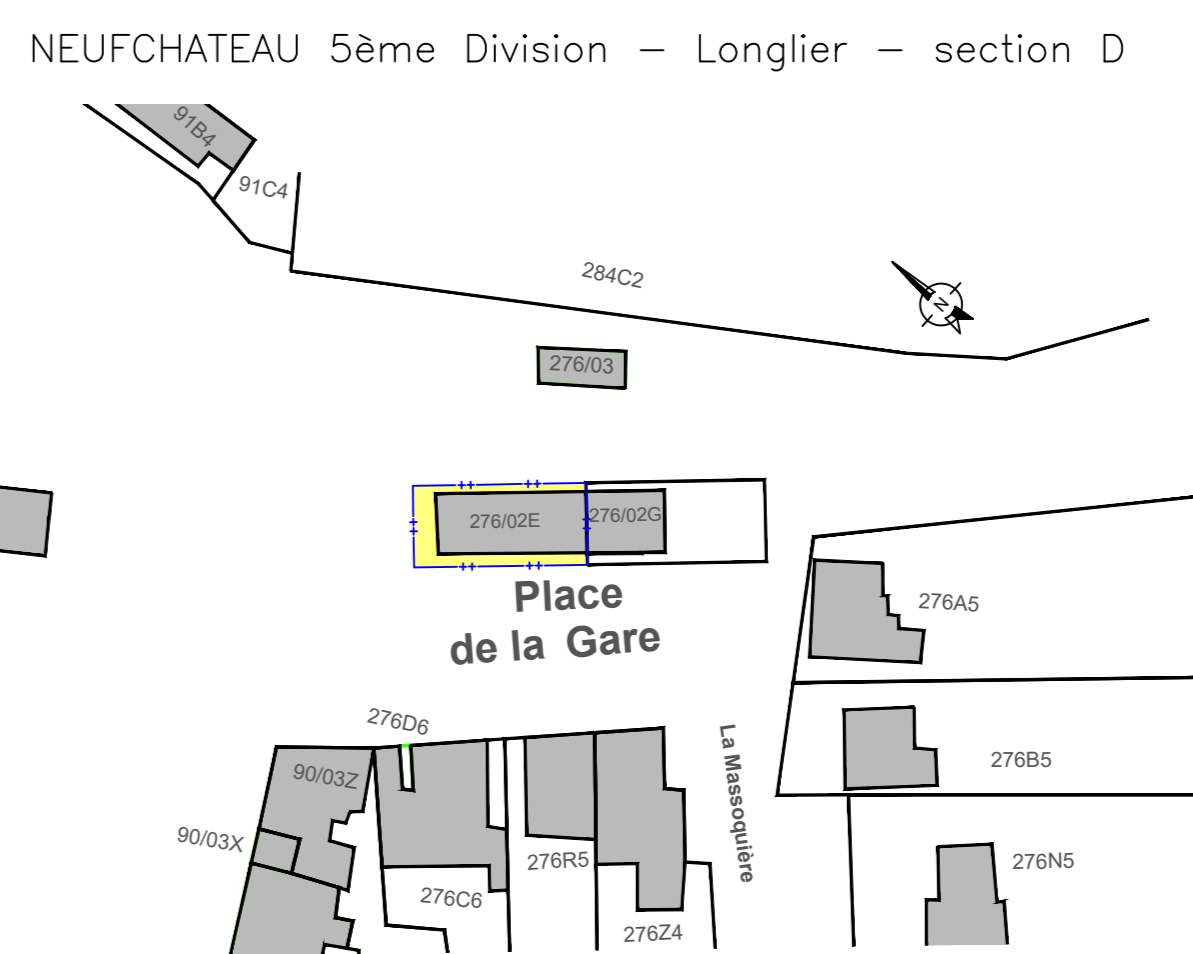 NEUFCHATEAU 5ème Division - Longlier - section D
91B4
91C4
284C2
N
276/03
276/02E
276/02G
Place
de la Gare
276A5
276D6
La Massoquière
90/03Z
276B5
90/03X
276R5
276N5
276C6
276Z4